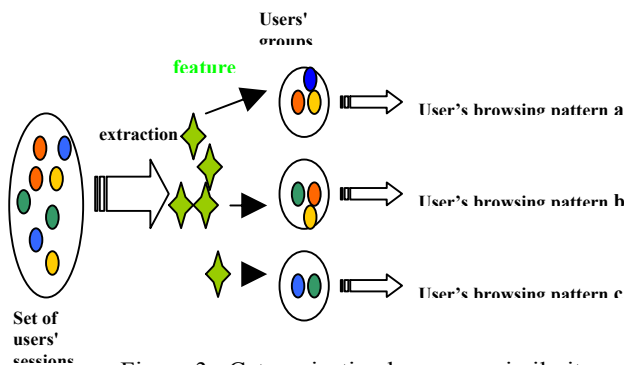 Users'
groups
feature
extraction
User's browsing pattern a
User's browsing pattern b
User's browsing pattern c
Set of
users'
sessions